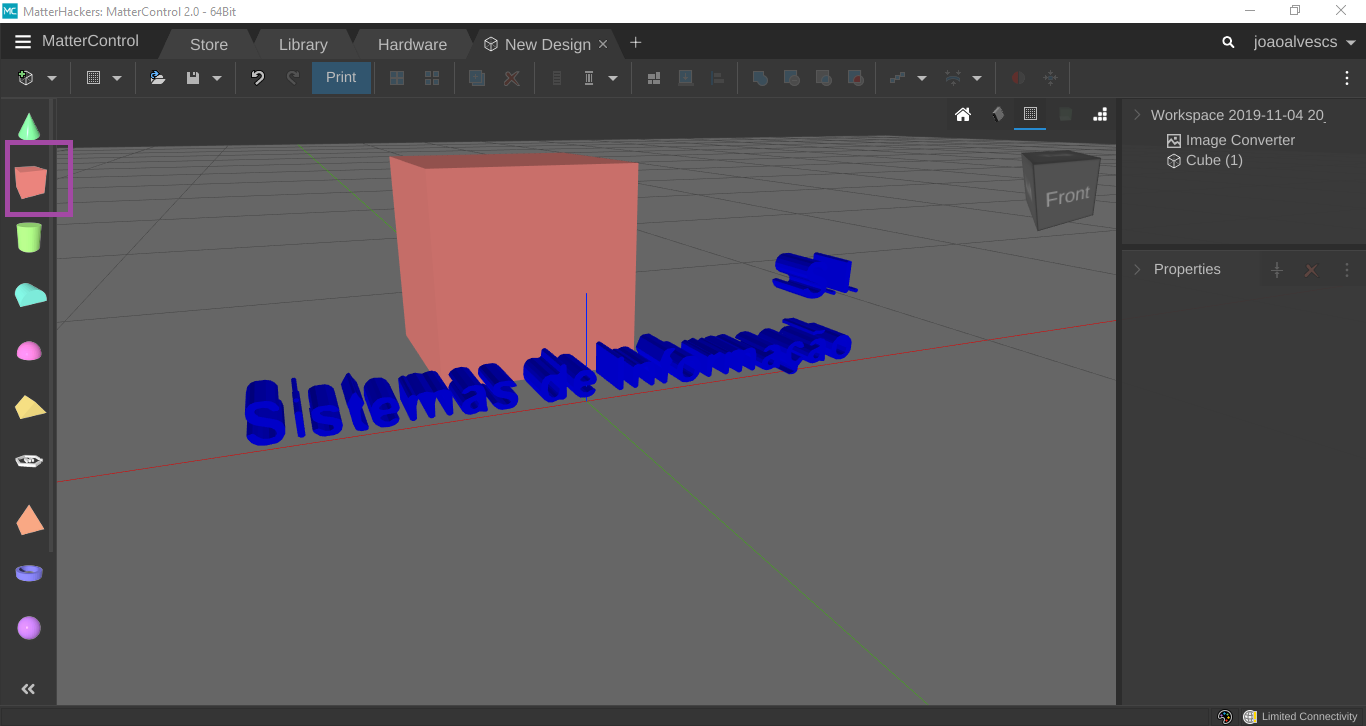 MC MatterHackers: MatterControl 2.0 - 64Bit
MatterControl
Store
Library
Hardware
New Design
joaoalvescs
Print
Workspace 2019-11-04 20_
Image Converter
Cube (1)
Front
Properties
Sistemas de Informação
Limited Connectivity